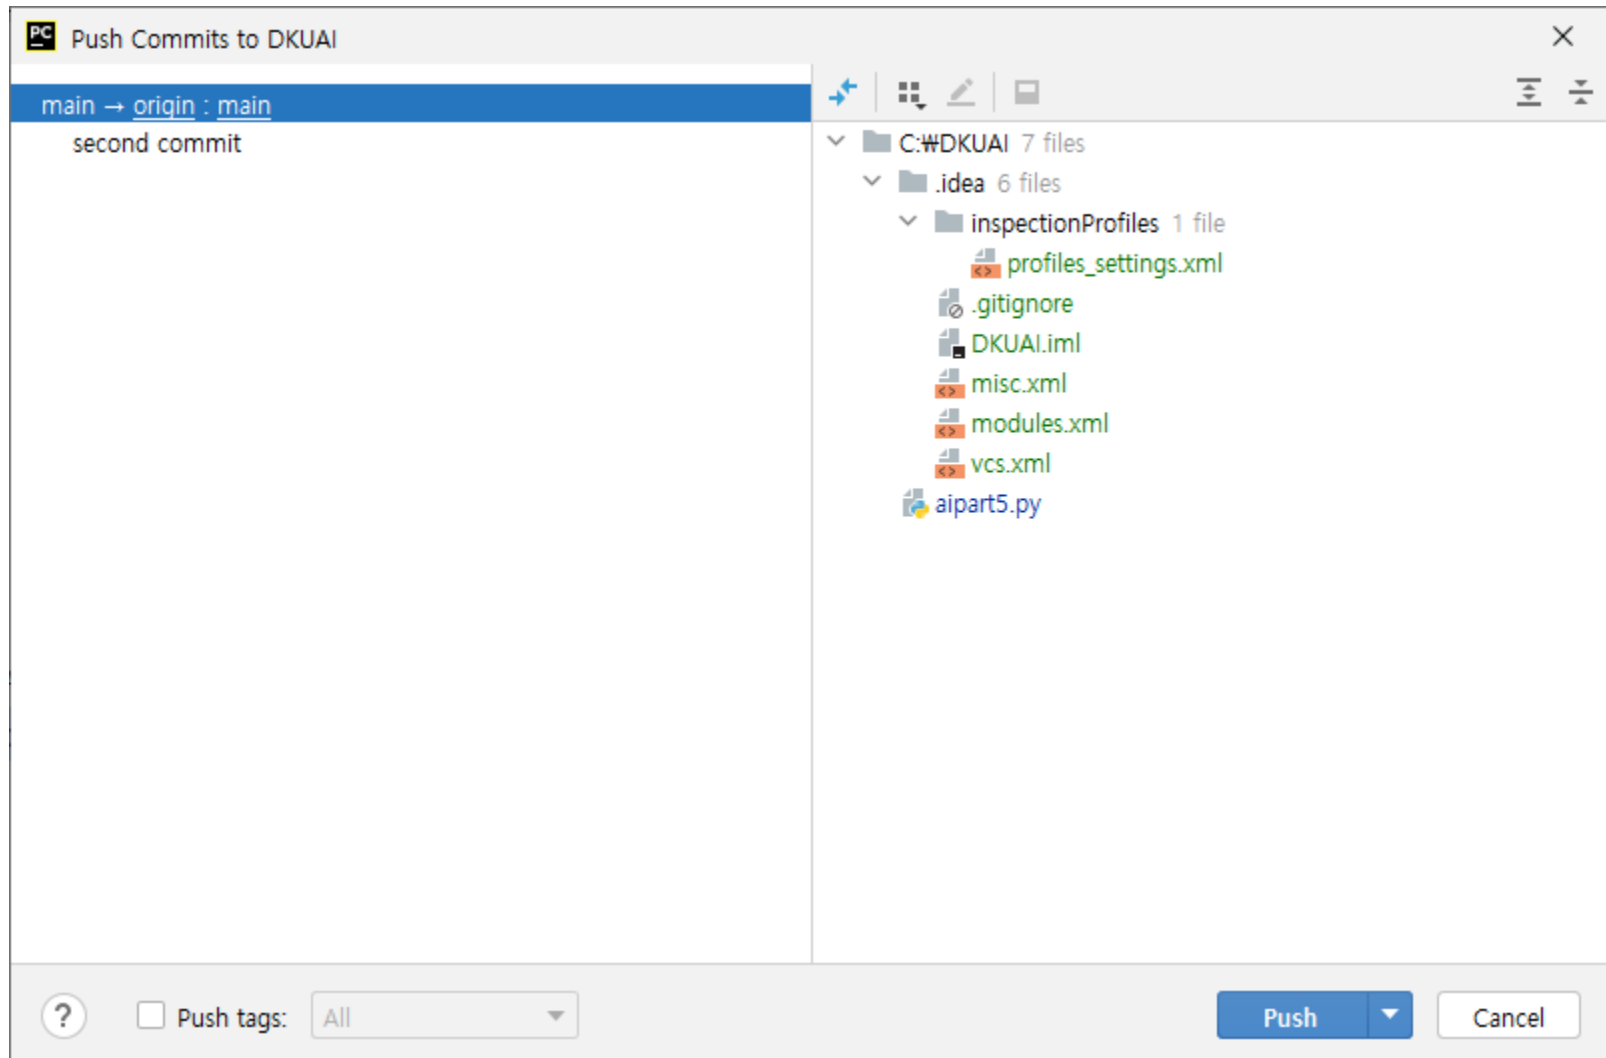 PC Push Commits to DKUAI
main → origin : main
second commit
C:₩DKUAI 7 files
.idea 6 files
inspectionProfiles 1 file
profiles_settings.xml
.gitignore
DKUAI.iml
misc.xml
modules.xml
vcs.xml
aipart5.py
? Push tags: All Push Cancel